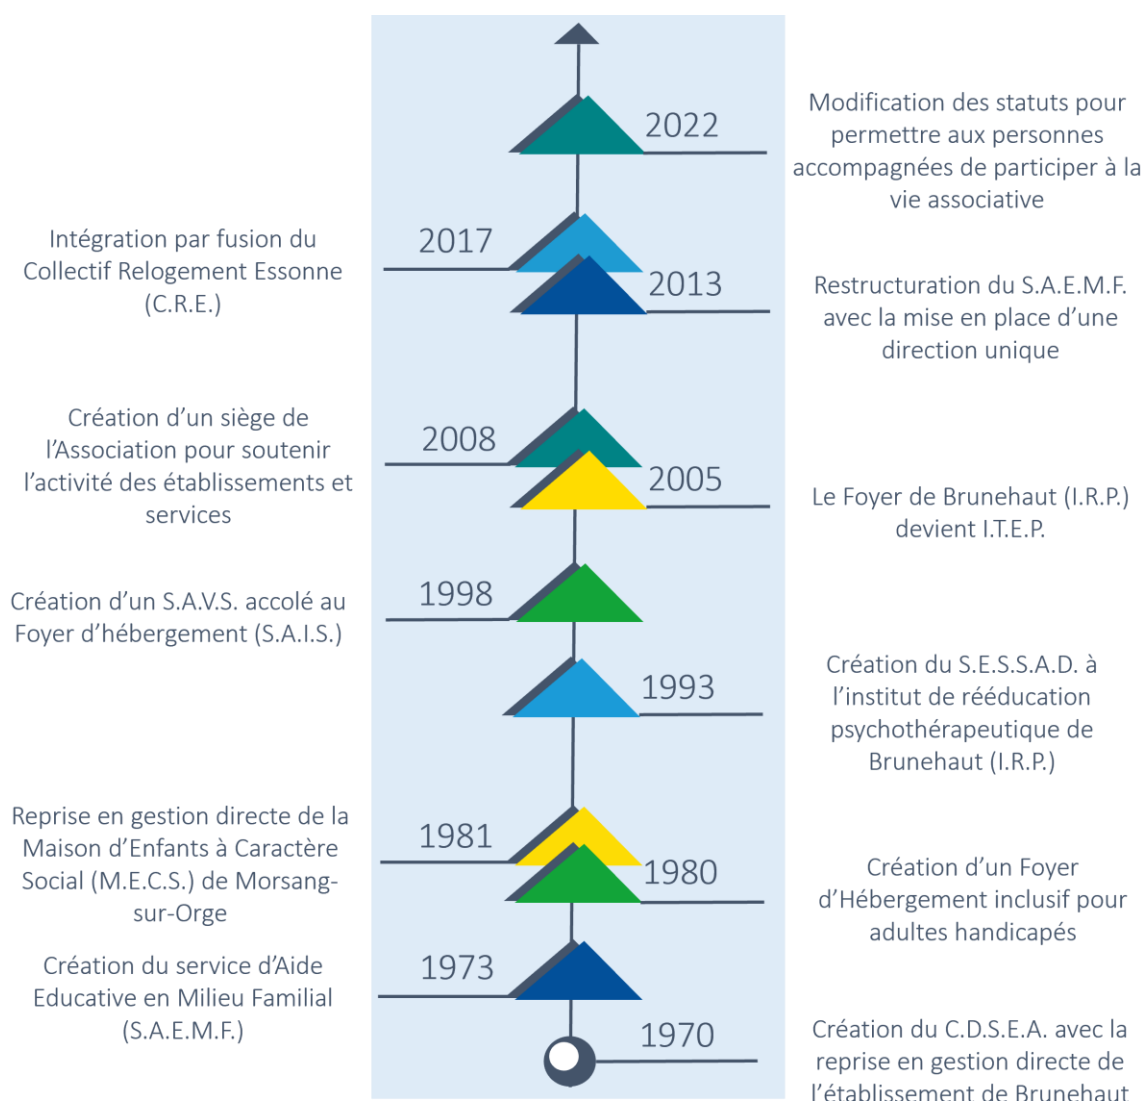 2022
Modification des statuts pour
permettre aux personnes
accompagnées de participer à la
vie associative
2017
Intégration par fusion du
Collectif Relogement Essonne
(C.R.E.)
2013
Restructuration du S.A.E.M.F.
avec la mise en place d’une
direction unique
2008
Création d’un siège de
l’Association pour soutenir
l’activité des établissements et
services
2005
Le Foyer de Brunehaut (I.R.P.)
devient I.T.E.P.
1998
Création d’un S.A.V.S. accolé au
Foyer d’hébergement (S.A.I.S.)
1993
Création du S.E.S.S.A.D. à
l’institut de rééducation
psychothérapeutique de
Brunehaut (I.R.P.)
1981
Reprise en gestion directe de la
Maison d’Enfants à Caractère
Social (M.E.C.S.) de Morsang-
sur-Orge
1980
Création d’un Foyer
d’Hébergement inclusif pour
adultes handicapés
1973
Création du service d’Aide
Educative en Milieu Familial
(S.A.E.M.F.)
1970
Création du C.D.S.E.A. avec la
reprise en gestion directe de
l’établissement de Brunehaut